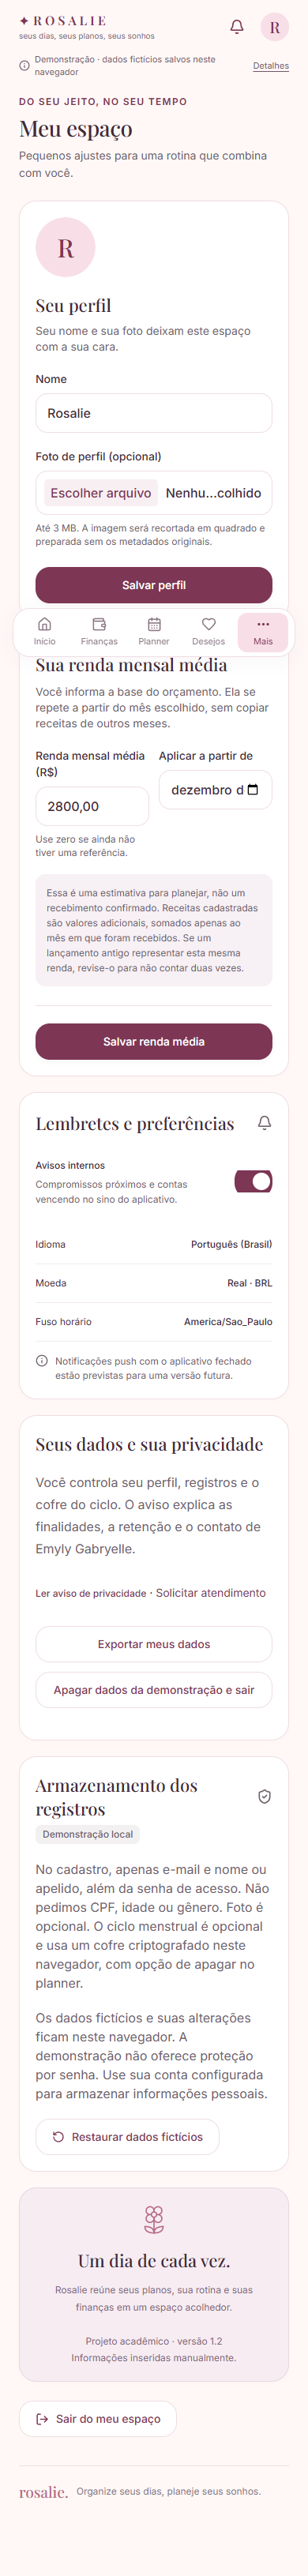 ✦ ROSALIE
seus dias, seus planos, seus sonhos
R
Demonstração · dados fictícios salvos neste
navegador
Detalhes
DO SEU JEITO, NO SEU TEMPO
Meu espaço
Pequenos ajustes para uma rotina que combina
com você.
R
Seu perfil
Seu nome e sua foto deixam este espaço
com a sua cara.
Nome
Rosalie
Foto de perfil (opcional)
Escolher arquivo Nenhu...colhido
Até 3 MB. A imagem será recortada em quadrado e
preparada sem os metadados originais.
Salvar perfil
Início Finanças Planner Desejos Mais
Sua renda mensal média
Você informa a base do orçamento. Ela se
repete a partir do mês escolhido, sem copiar
receitas de outros meses.
Renda mensal média
(R$)
2800,00
Use zero se ainda não
tiver uma referência.
Aplicar a partir de
dezembro d
Essa é uma estimativa para planejar, não um
recebimento confirmado. Receitas cadastradas
são valores adicionais, somados apenas ao
mês em que foram recebidos. Se um
lançamento antigo representar esta mesma
renda, revise-o para não contar duas vezes.
Salvar renda média
Lembretes e preferências
Avisos internos
Compromissos próximos e contas
vencendo no sino do aplicativo.
Idioma Português (Brasil)
Moeda Real · BRL
Fuso horário America/Sao_Paulo
Notificações push com o aplicativo fechado
estão previstas para uma versão futura.
Seus dados e sua privacidade
Você controla seu perfil, registros e o
cofre do ciclo. O aviso explica as
finalidades, a retenção e o contato de
Emyly Gabryelle.
Ler aviso de privacidade · Solicitar atendimento
Exportar meus dados
Apagar dados da demonstração e sair
Armazenamento dos
registros
Demonstração local
No cadastro, apenas e-mail e nome ou
apelido, além da senha de acesso. Não
pedimos CPF, idade ou gênero. Foto é
opcional. O ciclo menstrual é opcional
e usa um cofre criptografado neste
navegador, com opção de apagar no
planner.
Os dados fictícios e suas alterações
ficam neste navegador. A
demonstração não oferece proteção
por senha. Use sua conta configurada
para armazenar informações pessoais.
Restaurar dados fictícios
Um dia de cada vez.
Rosalie reúne seus planos, sua rotina e suas
finanças em um espaço acolhedor.
Projeto acadêmico · versão 1.2
Informações inseridas manualmente.
Sair do meu espaço
rosalie. Organize seus dias, planeje seus sonhos.